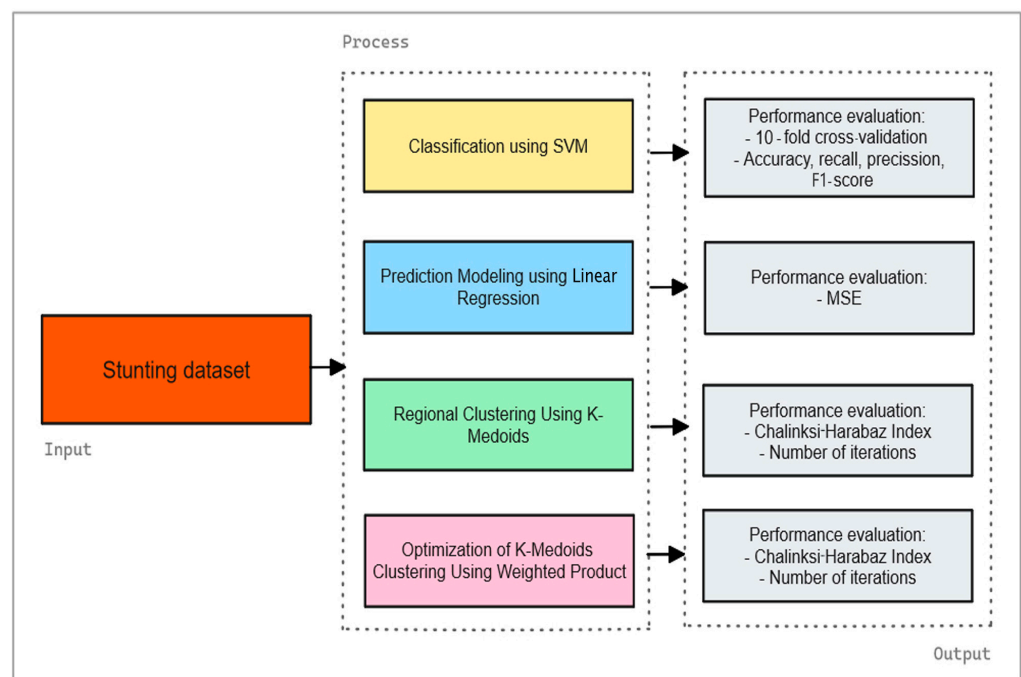 Process
Classification using SVM
Performance evaluation:
- 10 - fold cross-validation
- Accuracy, recall, precission,
F1-score
Prediction Modeling using Linear
Regression
Performance evaluation:
- MSE
Stunting dataset
Input
Regional Clustering Using K-
Medoids
Performance evaluation:
- Chalinksi-Harabaz Index
- Number of iterations
Optimization of K-Medoids
Clustering Using Weighted Product
Performance evaluation:
- Chalinksi-Harabaz Index
- Number of iterations
Output